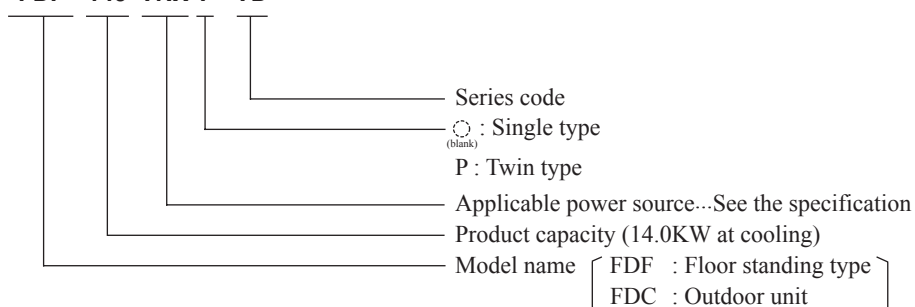 Series code
: Single type
(blank)
P : Twin type
Applicable power source...See the specification
Product capacity (14.0KW at cooling)
Model name FDF : Floor standing type
FDC : Outdoor unit